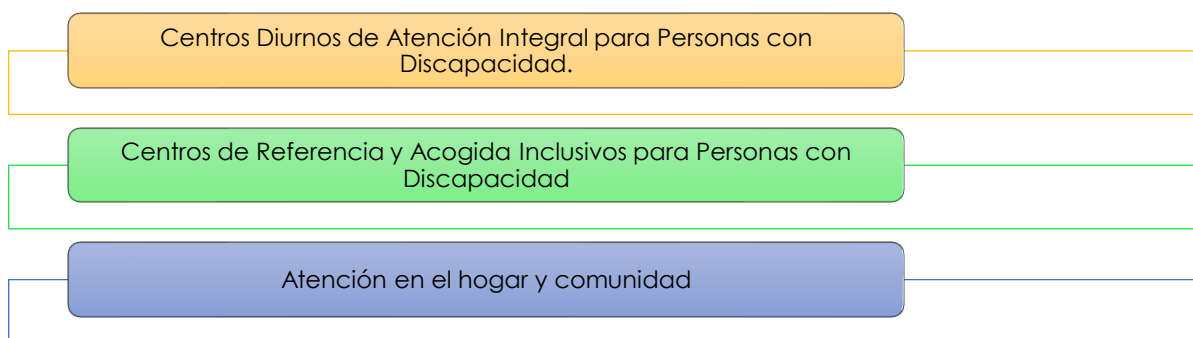 Centros Diurnos de Atención Integral para Personas con
Discapacidad.
Centros de Referencia y Acogida Inclusivos para Personas con
Discapacidad
Atención en el hogar y comunidad